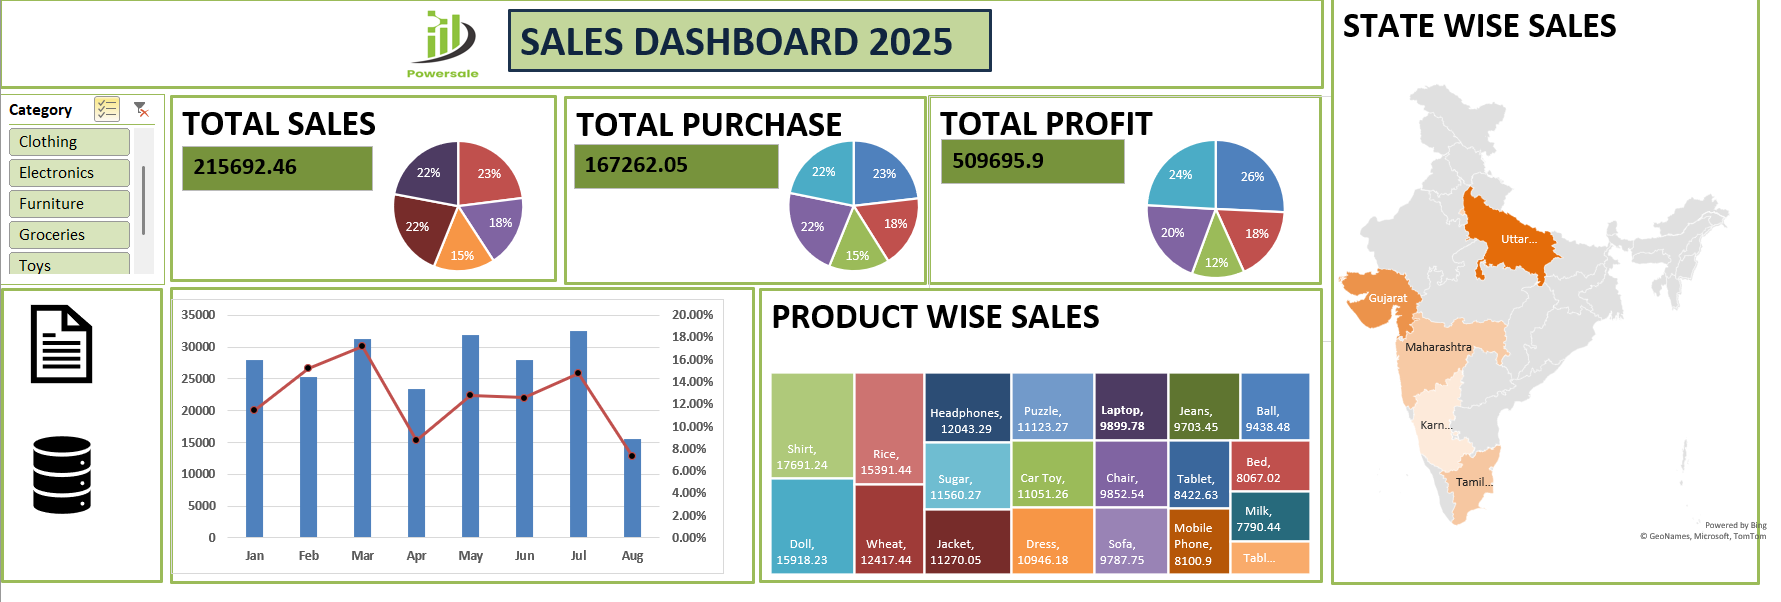 Powersale
SALES DASHBOARD 2025
STATE WISE SALES
Category
Clothing
Electronics
Furniture
Groceries
Toys
TOTAL SALES
215692.46
22%
23%
22%
18%
15%
TOTAL PURCHASE
167262.05
22%
23%
22%
18%
15%
TOTAL PROFIT
509695.9
24%
26%
20%
18%
12%
35000
30000
25000
20000
15000
10000
5000
0
20.00%
18.00%
16.00%
14.00%
12.00%
10.00%
8.00%
6.00%
4.00%
2.00%
0.00%
Jan Feb Mar Apr May Jun Jul Aug
PRODUCT WISE SALES
Shirt,
17691.24
Doll,
15918.23
Rice,
15391.44
Wheat,
12417.44
Headphones,
12043.29
Sugar,
11560.27
Jacket,
11270.05
Puzzle,
11123.27
Car Toy,
11051.26
Dress,
10946.18
Laptop,
9899.78
Chair,
9852.54
Sofa,
9787.75
Jeans,
9703.45
Ball,
9438.48
Tablet,
8422.63
Mobile
Phone,
8100.9
Bed,
8067.02
Milk,
7790.44
Tabl...
Uttar...
Gujarat
Maharashtra
Karn...
Tamil...
Powered by Bing
© GeoNames, Microsoft, TomTom